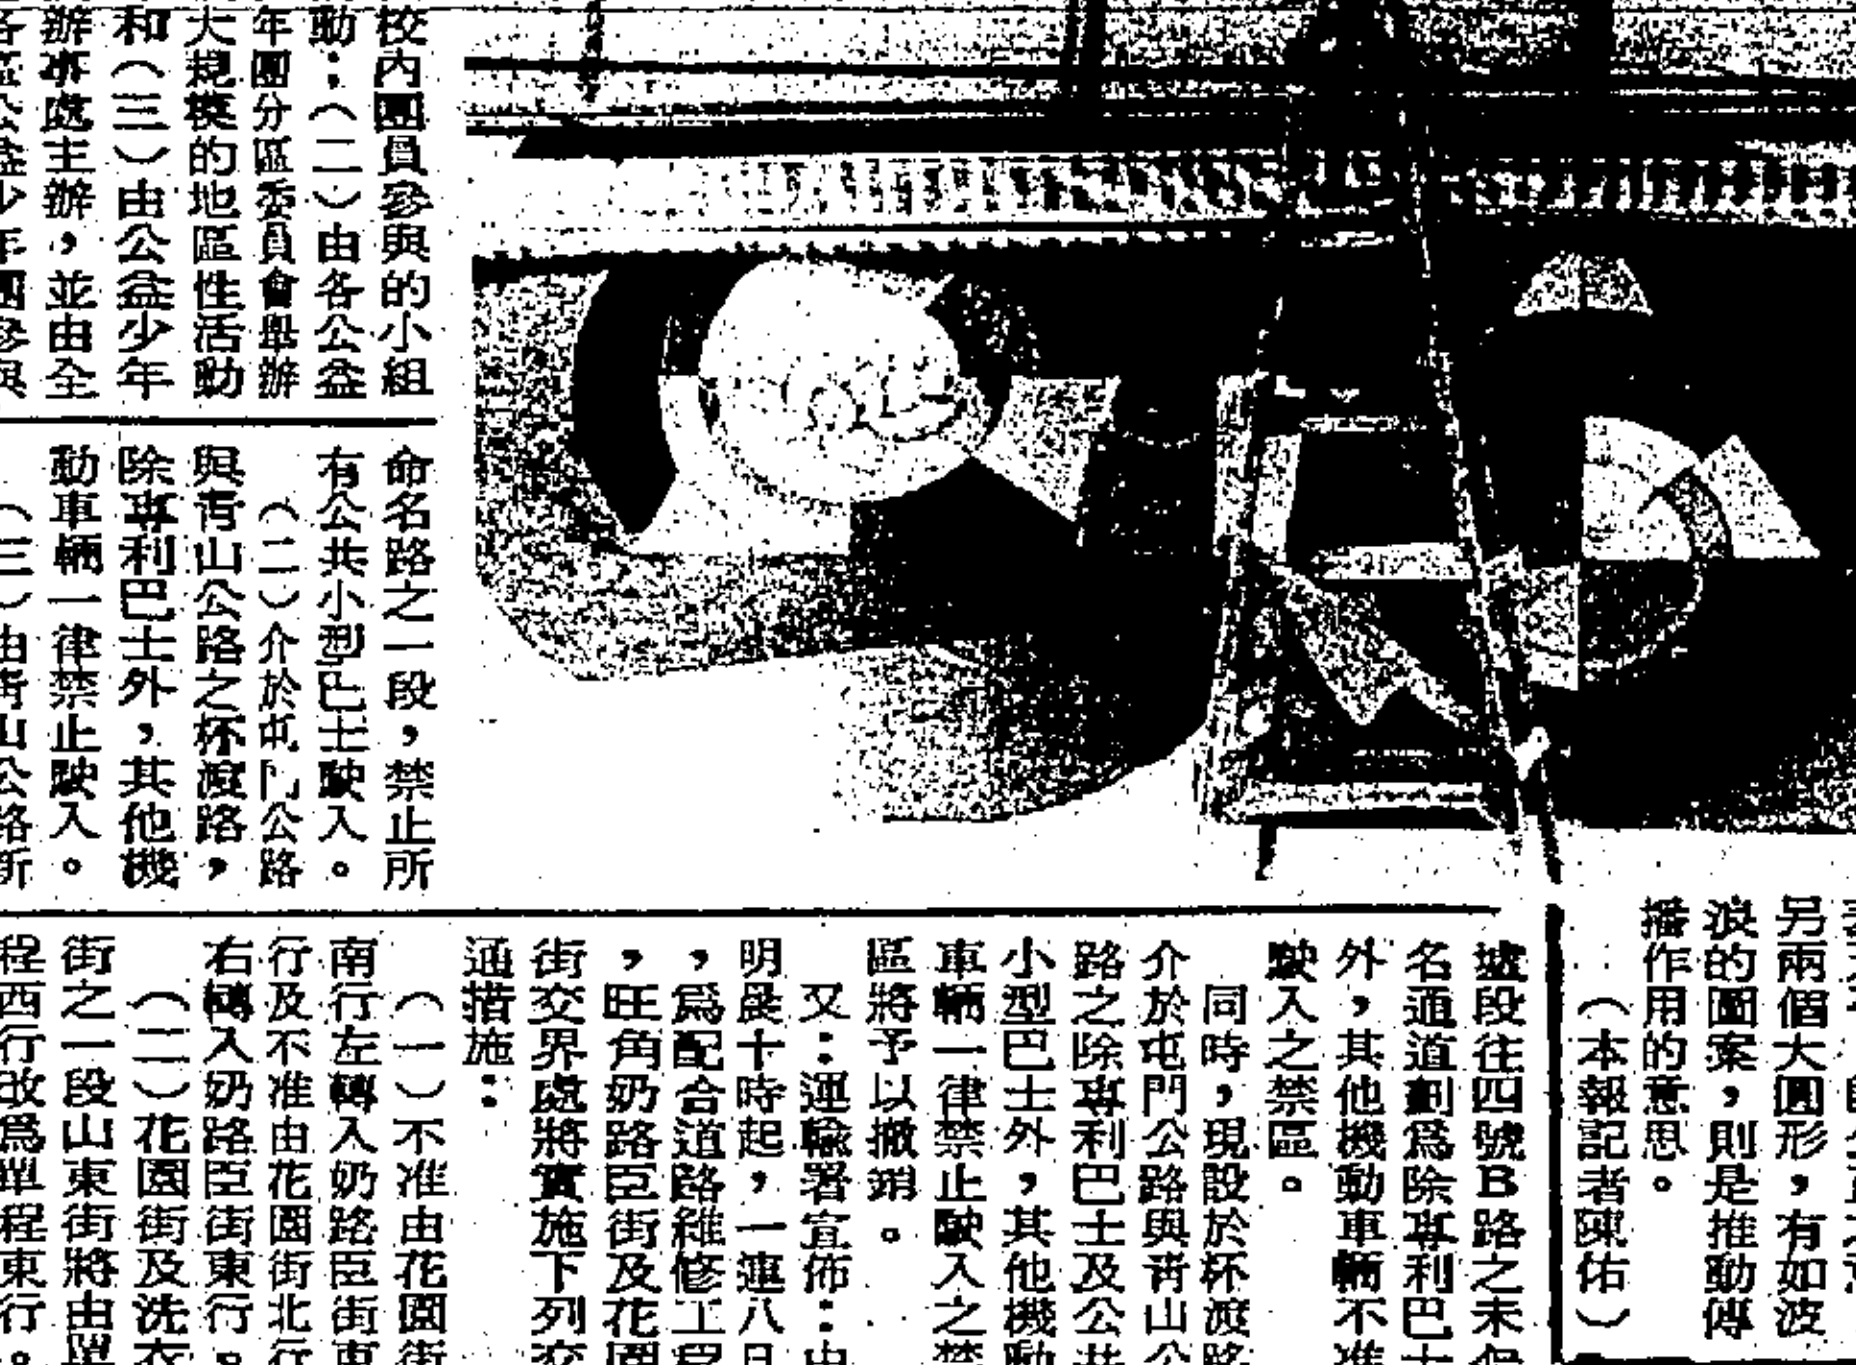 校內團員參與的小組
動；（二）由各公益
年團分區委員會舉辦
大規模的地區性活動
和（三）由公益少年
辦事處主辦，並由全
各區公益少年團參與
命名路之一段，禁止所
有公共小型巴士駛入。
（二）介於屯門公路
與青山公路之杯渡路，
除專利巴士外，其他機
動車輛一律禁止駛入。
（三）由青山公路新
另兩個大圓形，有如波
浪的圖案，則是推動傳
播作用的意思。
（本報記者陳佑）
墟段往四號B路之未
名通道劃為除專利巴士
外，其他機動車輛不准
駛入之禁區。
同時，現設於杯渡路
介於屯門公路與青山公
路之除專利巴士及公共
小型巴士外，其他機動
車輛一律禁止駛入之禁
區將予以撤銷。
又：運輸署宣佈：由
明晨十時起，一連八日
，為配合道路維修工程
，旺角奶路臣街及花園
街交界處將實施下列交
通措施：
（一）不准由花園街
南行左轉入奶路臣街東
行及不准由花園街北行
右轉入奶路臣街東行。
（二）花園街及洗衣
街之一段山東街將由
程西行改為單程東行。